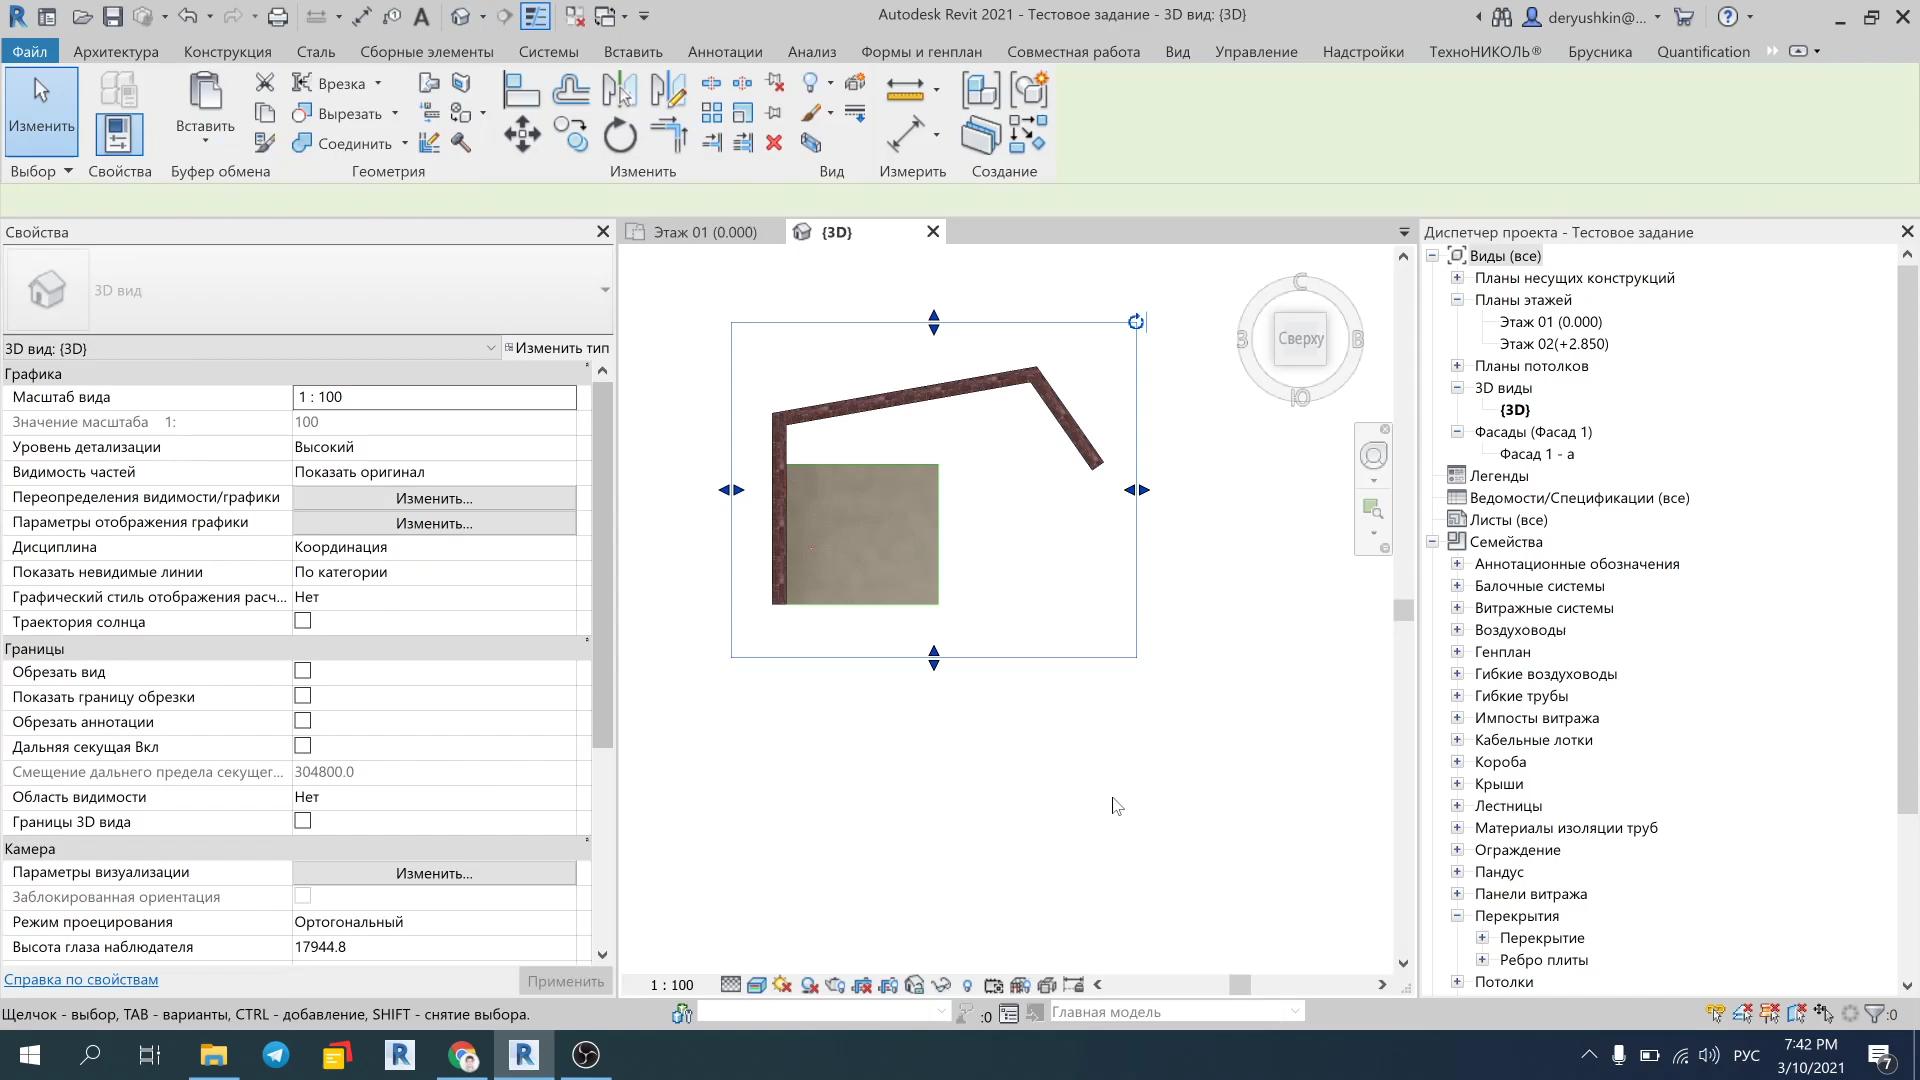 Autodesk Revit 2021 - Тестовое задание - 3D вид: {3D}
deryushkin@...
Файл Архитектура Конструкция Сталь Сборные элементы Системы Вставить Аннотации Анализ Формы и генплан Совместная работа Вид Управление Надстройки ТехноНИКОЛЬ® Брусника Quantification
Изменить
Вставить
Врезка
Вырезать
Соединить
Выбор Свойства Буфер обмена Геометрия Изменить Вид Измерить Создание
Свойства
3D вид
3D вид: {3D}
Изменить тип
Графика
Масштаб вида 1 : 100
Значение масштаба 1: 100
Уровень детализации Высокий
Видимость частей Показать оригинал
Переопределения видимости/графики Изменить...
Параметры отображения графики Изменить...
Дисциплина Координация
Показать невидимые линии По категории
Графический стиль отображения расч... Нет
Траектория солнца
Границы
Обрезать вид
Показать границу обрезки
Обрезать аннотации
Дальняя секущая Вкл
Смещение дальнего предела секущег... 304800.0
Область видимости Нет
Границы 3D вида
Камера
Параметры визуализации Изменить...
Заблокированная ориентация
Режим проецирования Ортогональный
Высота глаза наблюдателя 17944.8
Справка по свойствам
Применить
Этаж 01 (0.000)
{3D}
С
З
Сверху
В
Ю
1 : 100
Диспетчер проекта - Тестовое задание
Виды (все)
Планы несущих конструкций
Планы этажей
Этаж 01 (0.000)
Этаж 02(+2.850)
Планы потолков
3D виды
{3D}
Фасады (Фасад 1)
Фасад 1 - а
Легенды
Ведомости/Спецификации (все)
Листы (все)
Семейства
Аннотационные обозначения
Балочные системы
Витражные системы
Воздуховоды
Генплан
Гибкие воздуховоды
Гибкие трубы
Импосты витража
Кабельные лотки
Короба
Крыши
Лестницы
Материалы изоляции труб
Ограждение
Пандус
Панели витража
Перекрытия
Перекрытие
Ребро плиты
Потолки
Щелчок - выбор, TAB - варианты, CTRL - добавление, SHIFT - снятие выбора.
:0
Главная модель
:0
РУС
7:42 PM
3/10/2021
7